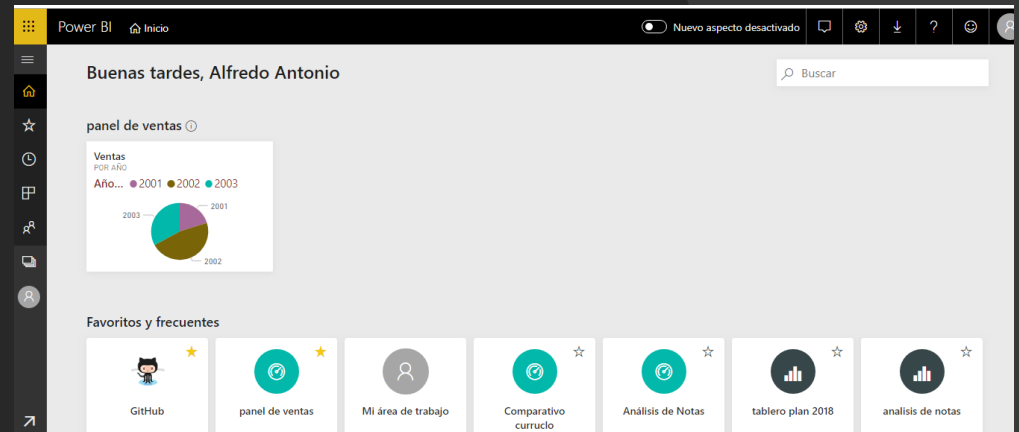 Power BI Inicio Nuevo aspecto desactivado ?
Buenas tardes, Alfredo Antonio
Buscar
panel de ventas
Ventas
POR AÑO
Año... 2001 2002 2003
2003
2001
2002
Favoritos y frecuentes
GitHub
panel de ventas
Mi área de trabajo
Comparativo
curruclo
Análisis de Notas
tablero plan 2018
analisis de notas